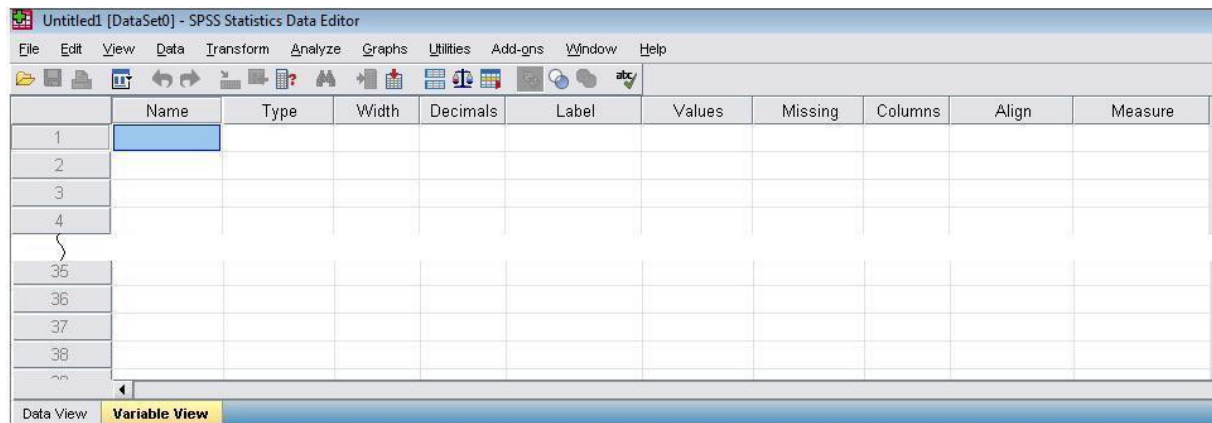 Untitled1 [DataSet0] - SPSS Statistics Data Editor
File Edit View Data Transform Analyze Graphs Utilities Add-ons Window Help
Name Type Width Decimals Label Values Missing Columns Align Measure
1
2
3
4
35
36
37
38
Data View Variable View